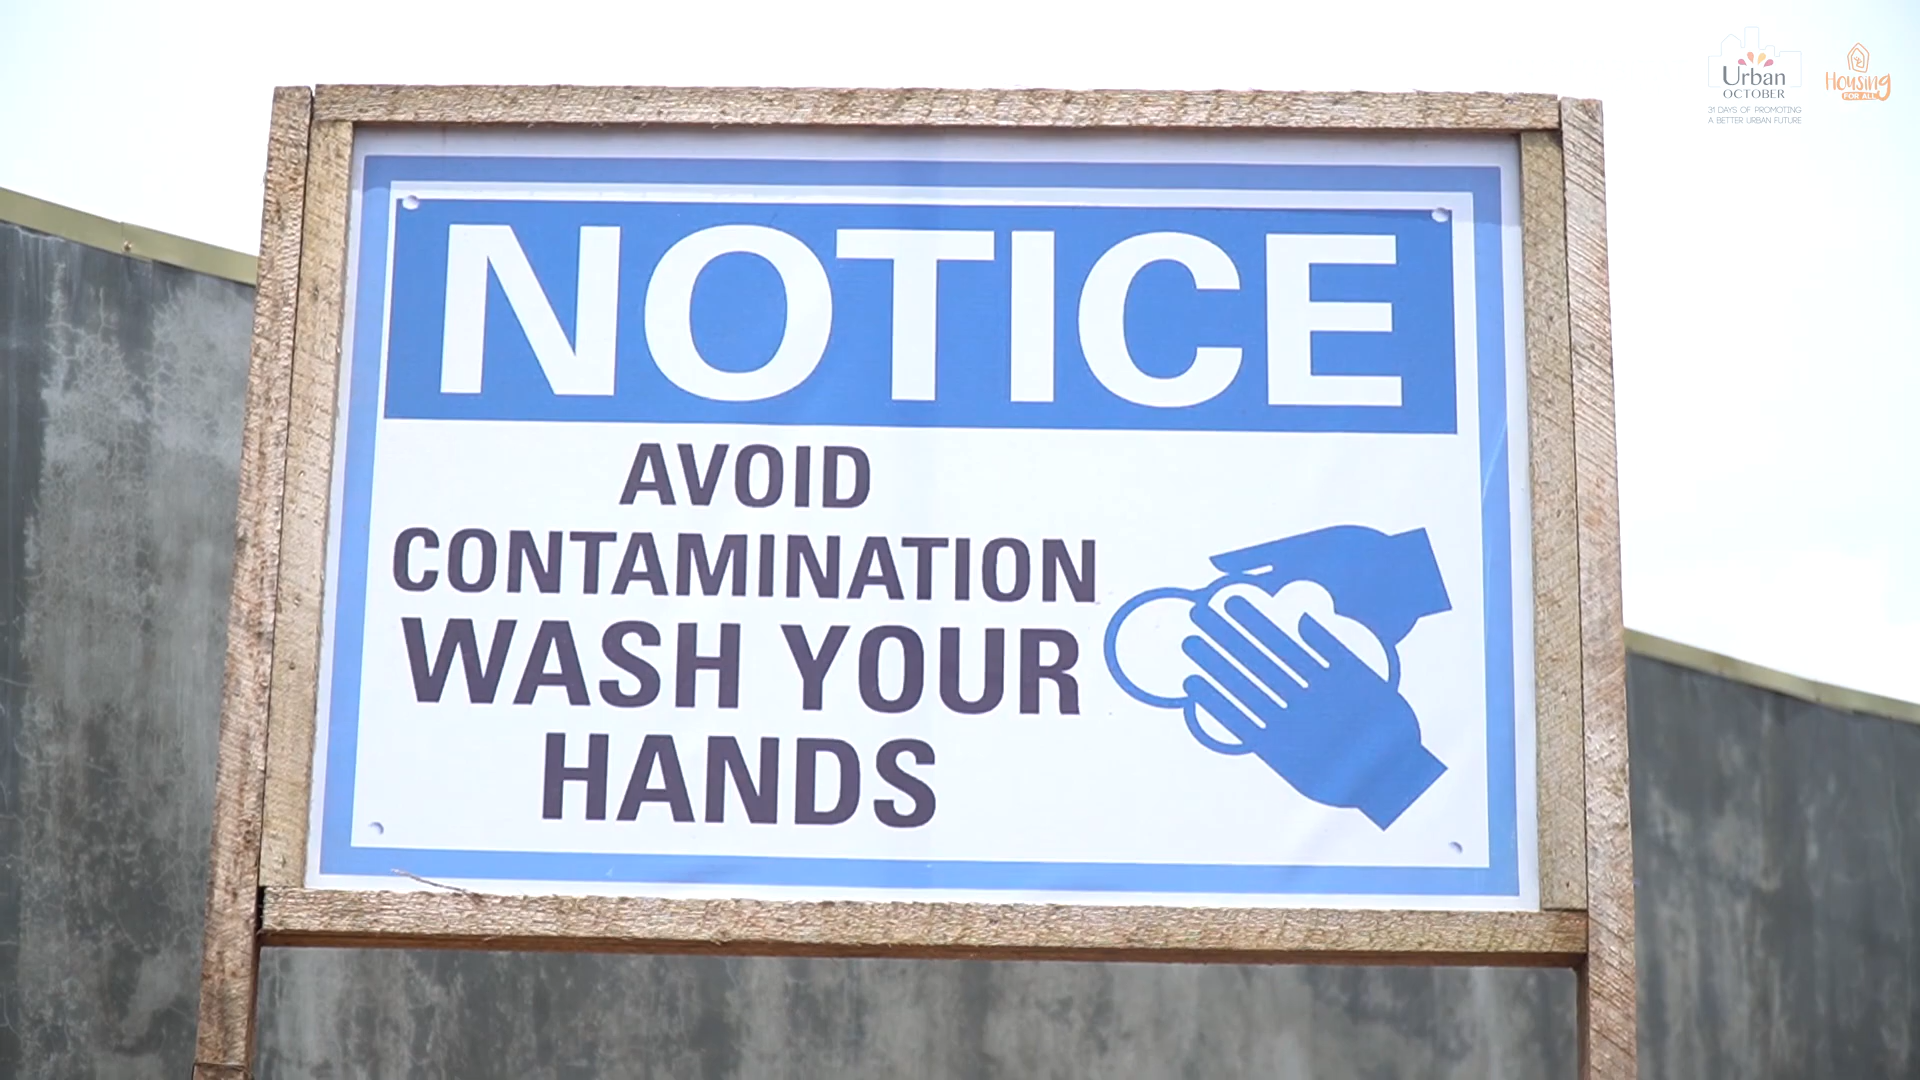 Urban
OCTOBER
31 DAYS OF PROMOTING
A BETTER URBAN FUTURE
Housing
FOR ALL
NOTICE
AVOID
CONTAMINATION
WASH YOUR
HANDS